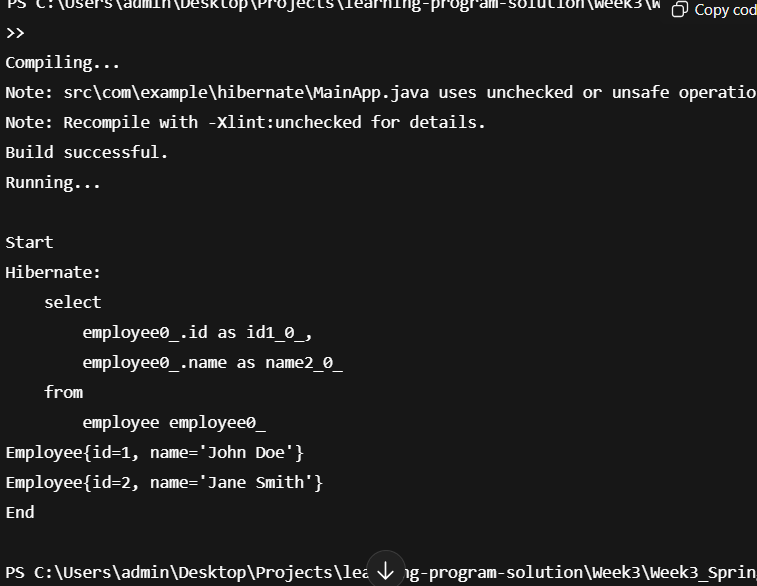 PS C:\Users\admin\Desktop\Projects\learning-program-solution\Week3\W
Copy cod
>>
Compiling...
Note: src\com\example\hibernate\MainApp.java uses unchecked or unsafe operatio
Note: Recompile with -Xlint:unchecked for details.
Build successful.
Running...
Start
Hibernate:
    select
        employee0_.id as id1_0_,
        employee0_.name as name2_0_
    from
        employee employee0_
Employee{id=1, name='John Doe'}
Employee{id=2, name='Jane Smith'}
End
PS C:\Users\admin\Desktop\Projects\lea ng-program-solution\Week3\Week3_Sprin